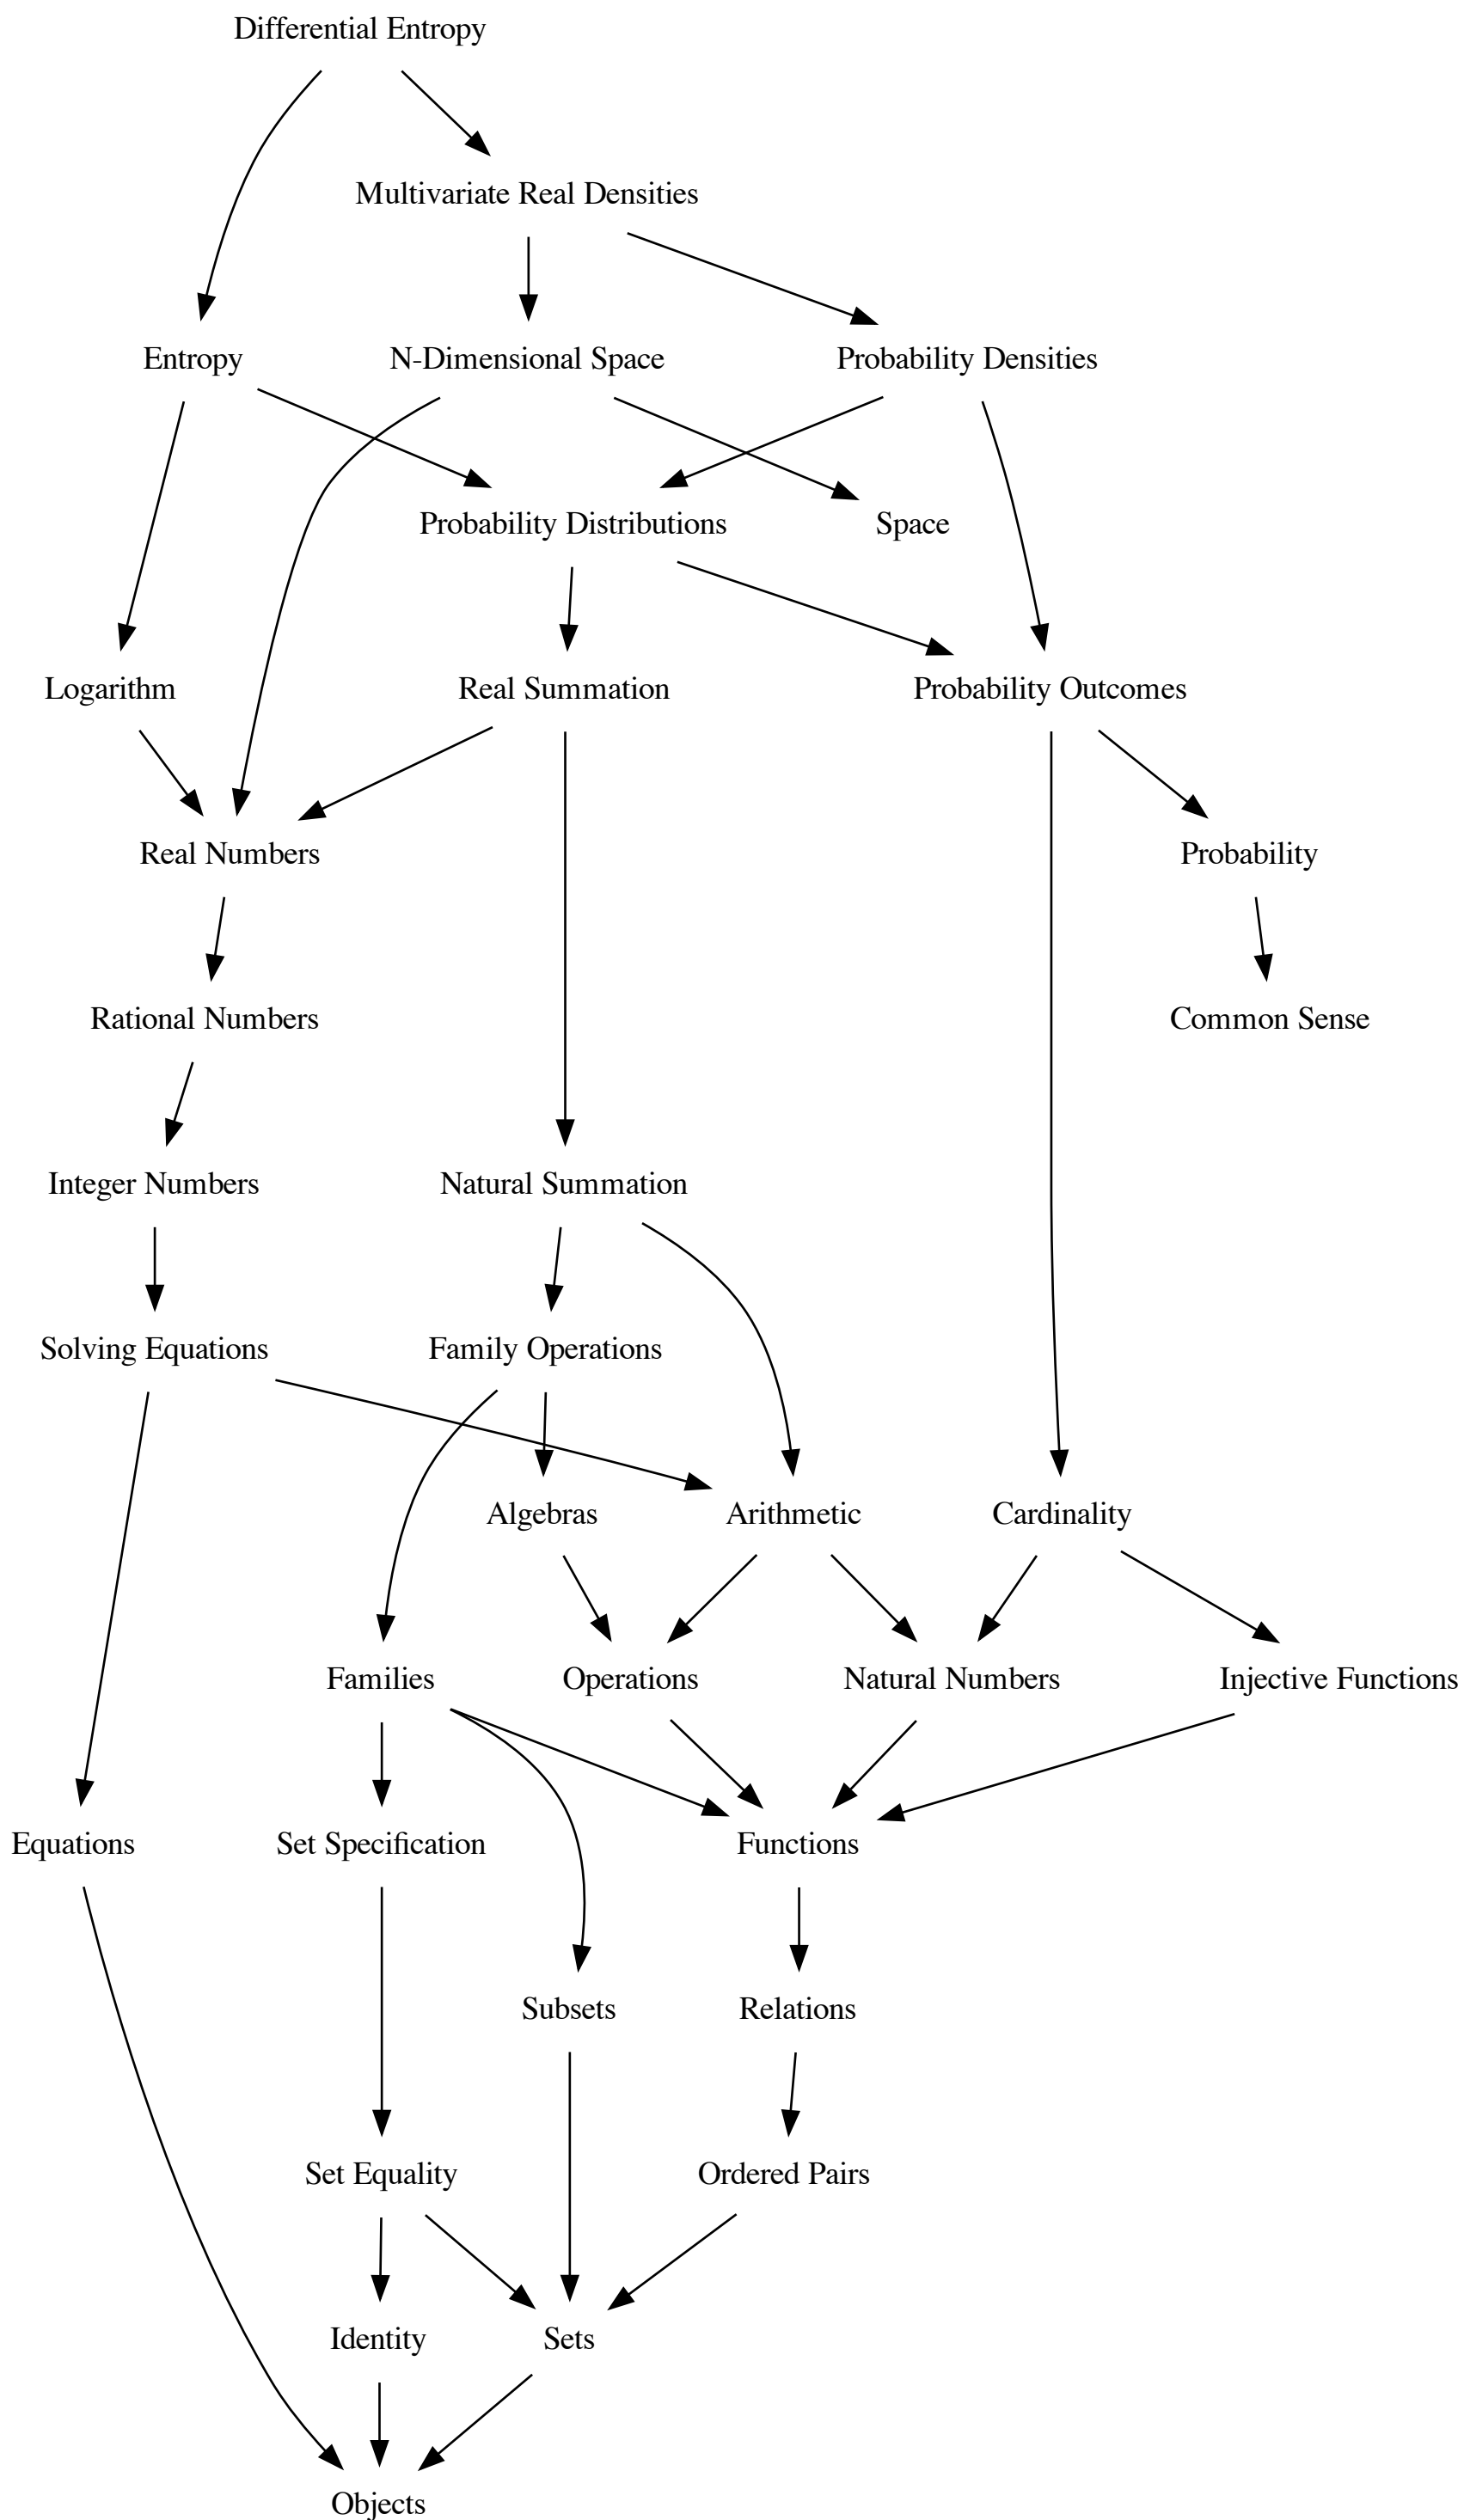 Differential Entropy
Multivariate Real Densities
Entropy
N-Dimensional Space
Probability Densities
Probability Distributions
Space
Logarithm
Real Summation
Probability Outcomes
Real Numbers
Probability
Rational Numbers
Common Sense
Integer Numbers
Natural Summation
Solving Equations
Family Operations
Algebras
Arithmetic
Cardinality
Families
Operations
Natural Numbers
Injective Functions
Equations
Set Specification
Functions
Subsets
Relations
Set Equality
Ordered Pairs
Identity
Sets
Objects